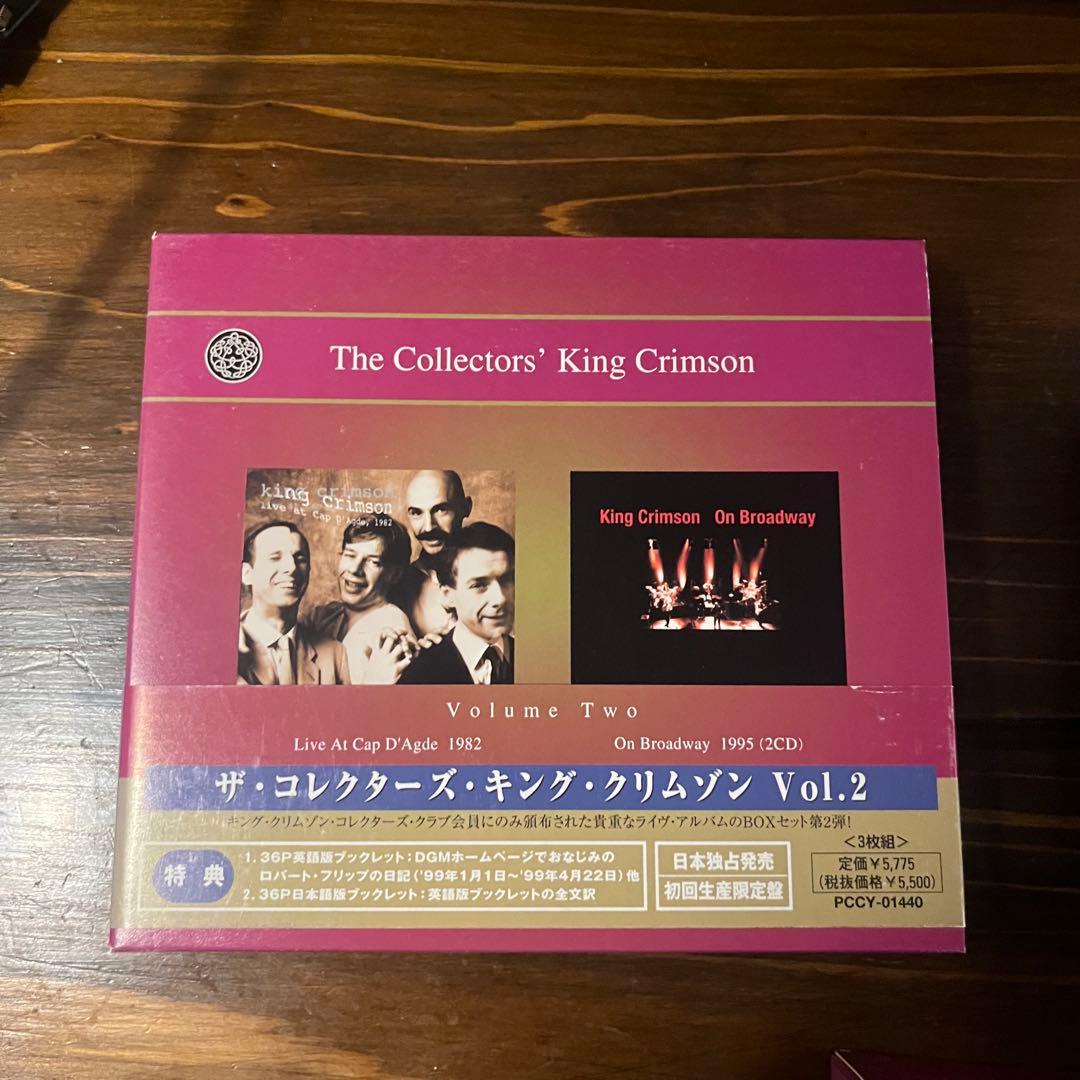 The Collectors' King Crimson
king crimson
king crimson
live at Cap D'Agde, 1982
King Crimson On Broadway
Volume Two
Live At Cap D'Agde 1982
On Broadway 1995 (2CD)
ザ・コレクターズ・キング・クリムゾン Vol.2
キング・クリムゾン・コレクターズ・クラブ会員にのみ頒布された貴重なライヴ・アルバムのBOXセット第2弾!
特典
1. 36P英語版ブックレット:DGMホームページでおなじみの
ロバート・フリップの日記('99年1月1日〜'99年4月22日)他
2. 36P日本語版ブックレット:英語版ブックレットの全文訳
日本独占発売
初回生産限定盤
<3枚組>
定価¥5,775
(税抜価格¥5,500)
PCCY-01440